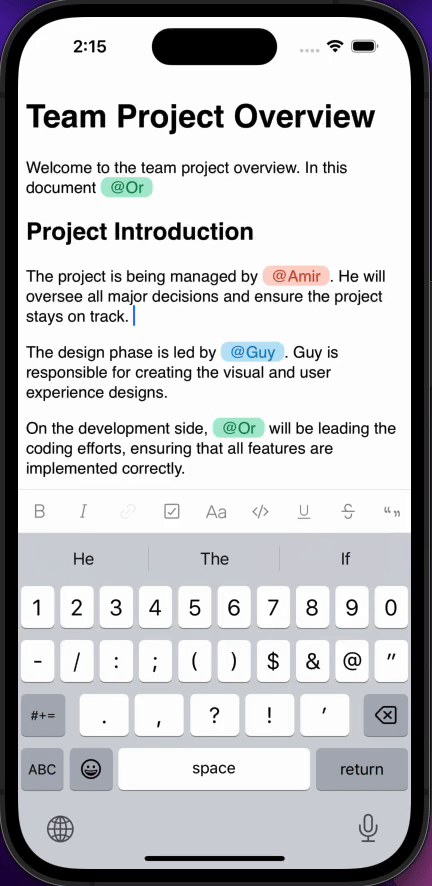 2:15
Team Project Overview
Welcome to the team project overview. In this
document @Or
Project Introduction
The project is being managed by @Amir . He will
oversee all major decisions and ensure the project
stays on track.
The design phase is led by @Guy . Guy is
responsible for creating the visual and user
experience designs.
On the development side, @Or will be leading the
coding efforts, ensuring that all features are
implemented correctly.
B I Aa </> U S “ ”
He The If
1 2 3 4 5 6 7 8 9 0
- / : ; ( ) $ & @ ”
#+= . , ? ! ’
ABC space return